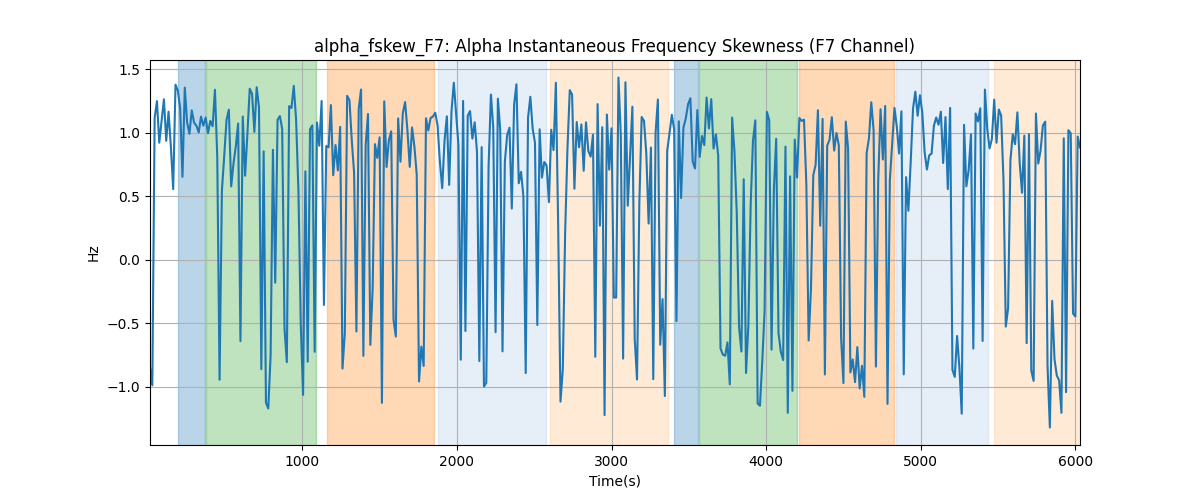 alpha_fskew_F7: Alpha Instantaneous Frequency Skewness (F7 Channel)
1.5
1.0
0.5
0.0
−0.5
−1.0
Hz
1000 2000 3000 4000 5000 6000
Time(s)